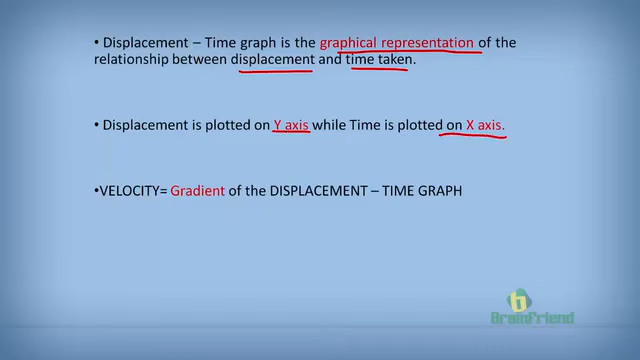 • Displacement – Time graph is the graphical representation of the
relationship between displacement and time taken.
• Displacement is plotted on Y axis while Time is plotted on X axis.
•VELOCITY= Gradient of the DISPLACEMENT – TIME GRAPH
b
BrainFriend